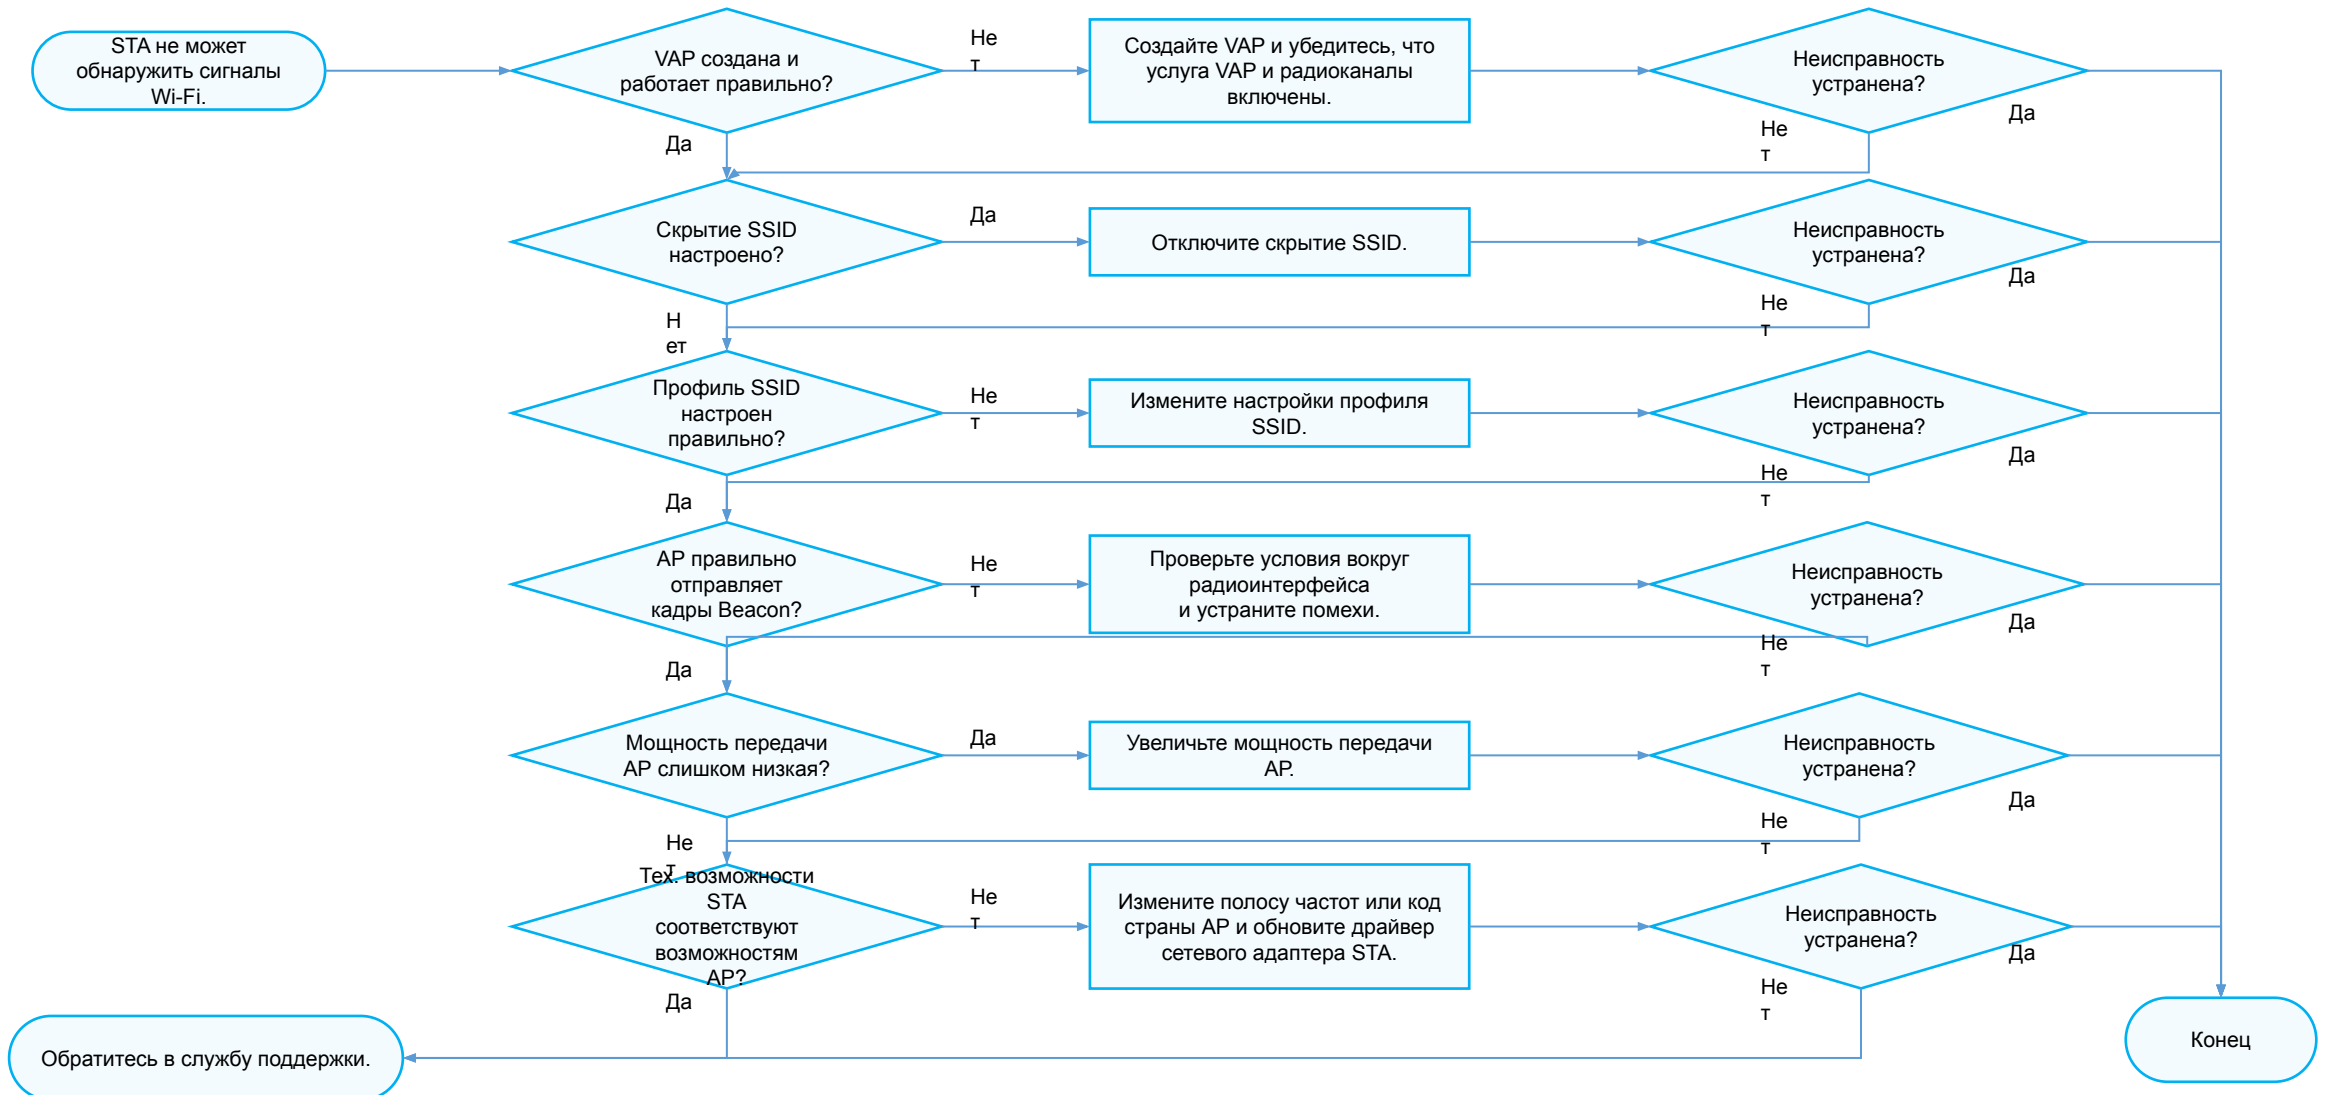 STA не может
обнаружить сигналы
Wi-Fi.
VAP создана и
работает правильно?
Не
т
Создайте VAP и убедитесь, что
услуга VAP и радиоканалы
включены.
Неисправность
устранена?
Да
Да
Не
т
Скрытие SSID
настроено?
Да
Отключите скрытие SSID.
Неисправность
устранена?
Да
Н
ет
Не
т
Профиль SSID
настроен
правильно?
Не
т
Измените настройки профиля
SSID.
Неисправность
устранена?
Да
Да
Не
т
AP правильно
отправляет
кадры Beacon?
Не
т
Проверьте условия вокруг
радиоинтерфейса
и устраните помехи.
Неисправность
устранена?
Да
Да
Не
т
Мощность передачи
AP слишком низкая?
Да
Увеличьте мощность передачи
AP.
Неисправность
устранена?
Да
Не
т
Не
т
Тех. возможности
STA
соответствуют
возможностям
AP?
Не
т
Измените полосу частот или код
страны AP и обновите драйвер
сетевого адаптера STA.
Неисправность
устранена?
Да
Да
Не
т
Обратитесь в службу поддержки.
Конец